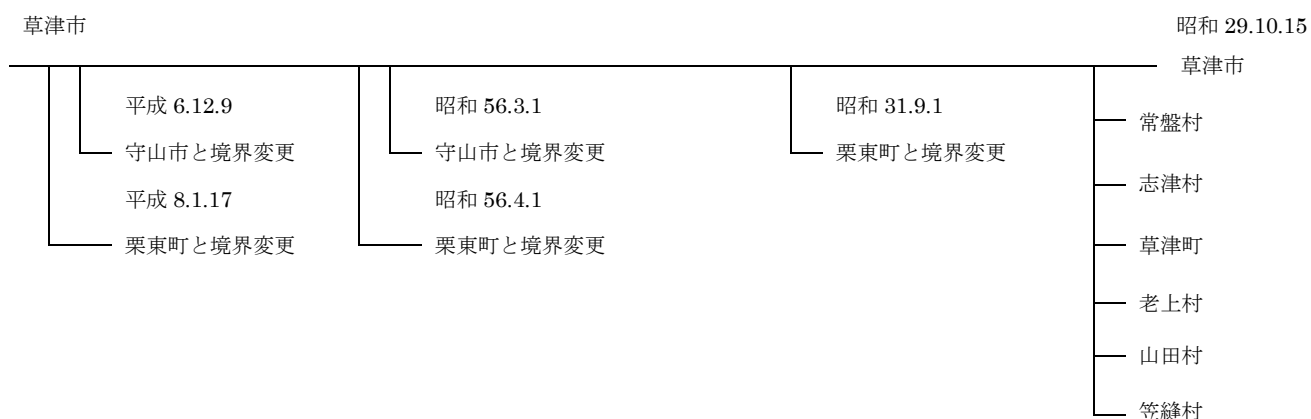 草津市
昭和 29.10.15
草津市
平成 6.12.9
守山市と境界変更
平成 8.1.17
栗東町と境界変更
昭和 56.3.1
守山市と境界変更
昭和 56.4.1
栗東町と境界変更
昭和 31.9.1
栗東町と境界変更
常盤村
志津村
草津町
老上村
山田村
笠縫村